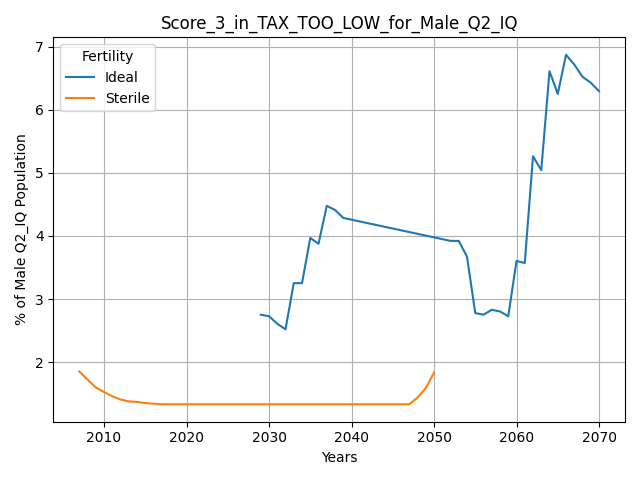 Score_3_in_TAX_TOO_LOW_for_Male_Q2_IQ
Fertility
Ideal
Sterile
% of Male Q2_IQ Population
7
6
5
4
3
2
2010 2020 2030 2040 2050 2060 2070
Years